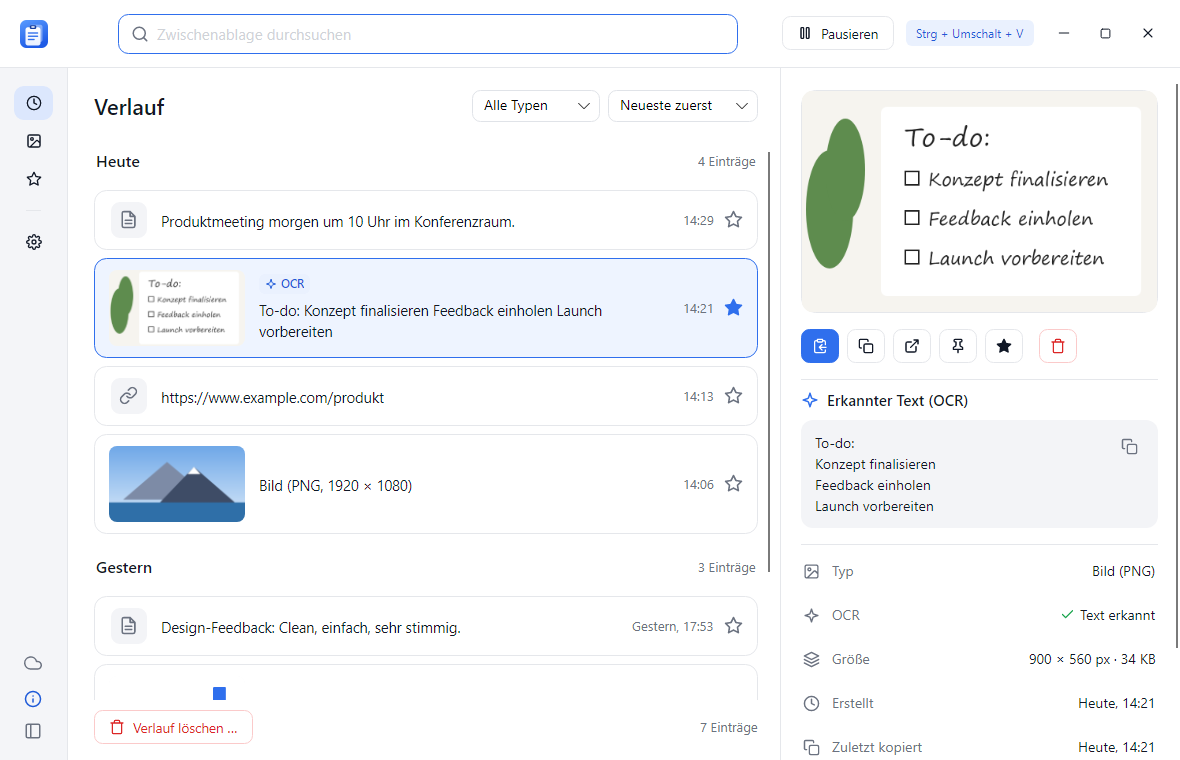 Zwischenablage durchsuchen
Pausieren
Strg + Umschalt + V
Verlauf
Alle Typen
Neueste zuerst
Heute
4 Einträge
Produktmeeting morgen um 10 Uhr im Konferenzraum.
14:29
To-do:
Konzept finalisieren
Feedback einholen
Launch vorbereiten
OCR
To-do: Konzept finalisieren Feedback einholen Launch
vorbereiten
14:21
https://www.example.com/produkt
14:13
Bild (PNG, 1920 × 1080)
14:06
Gestern
3 Einträge
Design-Feedback: Clean, einfach, sehr stimmig.
Gestern, 17:53
Verlauf löschen ...
7 Einträge
To-do:
Konzept finalisieren
Feedback einholen
Launch vorbereiten
Erkannter Text (OCR)
To-do:
Konzept finalisieren
Feedback einholen
Launch vorbereiten
Typ
Bild (PNG)
OCR
Text erkannt
Größe
900 × 560 px · 34 KB
Erstellt
Heute, 14:21
Zuletzt kopiert
Heute, 14:21